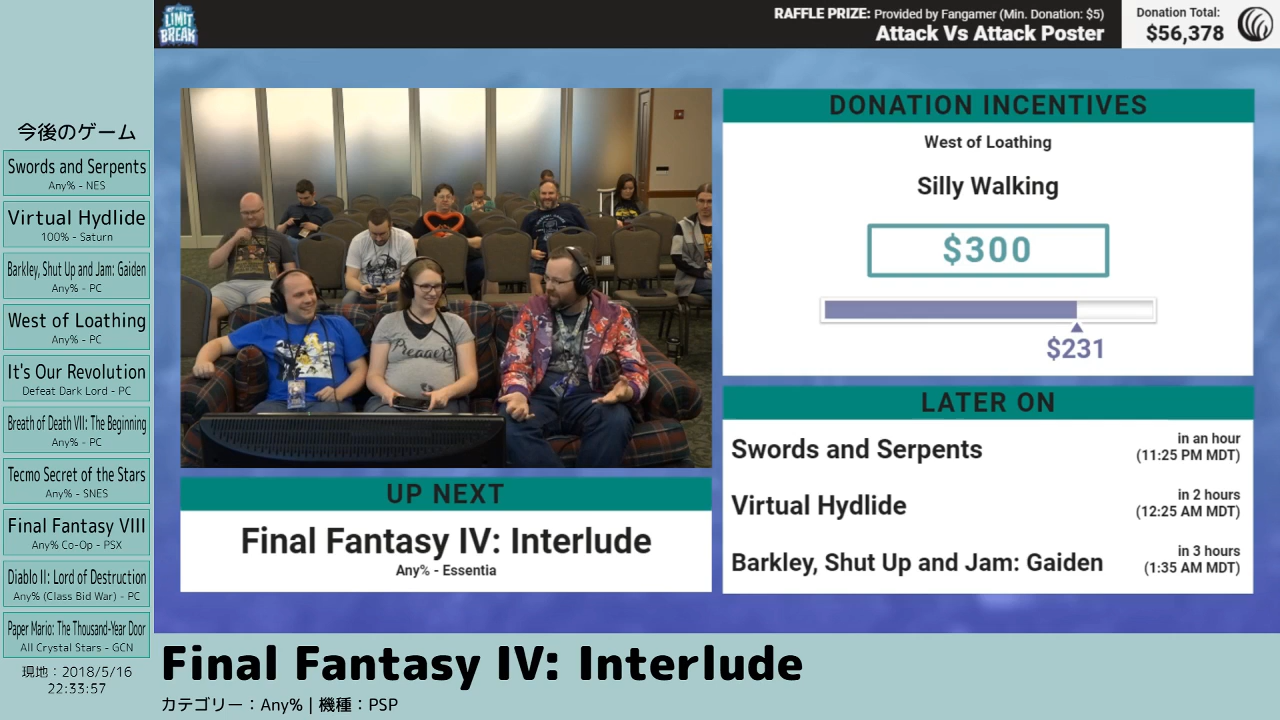 LIMIT
BREAK
RAFFLE PRIZE: Provided by Fangamer (Min. Donation: $5)
Attack Vs Attack Poster
Donation Total:
$56,378
今後のゲーム
Swords and Serpents
Any% - NES
Virtual Hydlide
100% - Saturn
Barkley, Shut Up and Jam: Gaiden
Any% - PC
West of Loathing
Any% - PC
It's Our Revolution
Defeat Dark Lord - PC
Breath of Death VII: The Beginning
Any% - PC
Tecmo Secret of the Stars
Any% - SNES
Final Fantasy VIII
Any% Co-Op - PSX
Diablo II: Lord of Destruction
Any% (Class Bid War) - PC
Paper Mario: The Thousand-Year Door
All Crystal Stars - GCN
現地：2018/5/16
22:33:57
Preggers
UP NEXT
Final Fantasy IV: Interlude
Any% - Essentia
DONATION INCENTIVES
West of Loathing
Silly Walking
$300
$231
LATER ON
Swords and Serpents
in an hour
(11:25 PM MDT)
Virtual Hydlide
in 2 hours
(12:25 AM MDT)
Barkley, Shut Up and Jam: Gaiden
in 3 hours
(1:35 AM MDT)
Final Fantasy IV: Interlude
カテゴリー：Any% | 機種：PSP